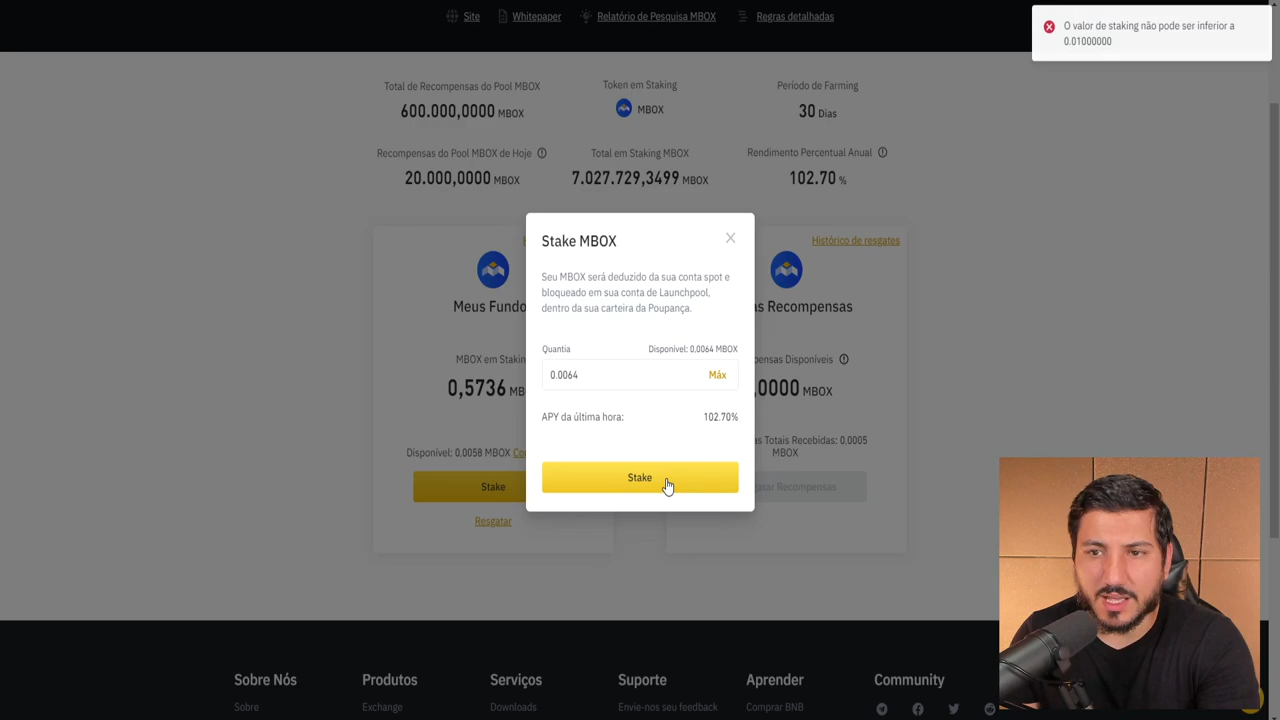 Site Whitepaper Relatório de Pesquisa MBOX Regras detalhadas
O valor de staking não pode ser inferior a
0.01000000
Total de Recompensas do Pool MBOX
600.000,0000 MBOX
Token em Staking
MBOX
Período de Farming
30 Dias
Recompensas do Pool MBOX de Hoje
20.000,0000 MBOX
Total em Staking MBOX
7.027.729,3499 MBOX
Rendimento Percentual Anual
102.70 %
Meus Fundo
MBOX em Stakin
0,5736 MB
Disponível: 0,0058 MBOX Co
Stake
Resgatar
Stake MBOX
Seu MBOX será deduzido da sua conta spot e
bloqueado em sua conta de Launchpool,
dentro da sua carteira da Poupança.
Quantia Disponível: 0,0064 MBOX
0.0064 Máx
APY da última hora: 102.70%
Stake
Histórico de resgates
as Recompensas
ensas Disponíveis
,0000 MBOX
as Totais Recebidas: 0,0005
MBOX
gatar Recompensas
Sobre Nós Produtos Serviços Suporte Aprender Community
Sobre Exchange Downloads Envie-nos seu feedback Comprar BNB